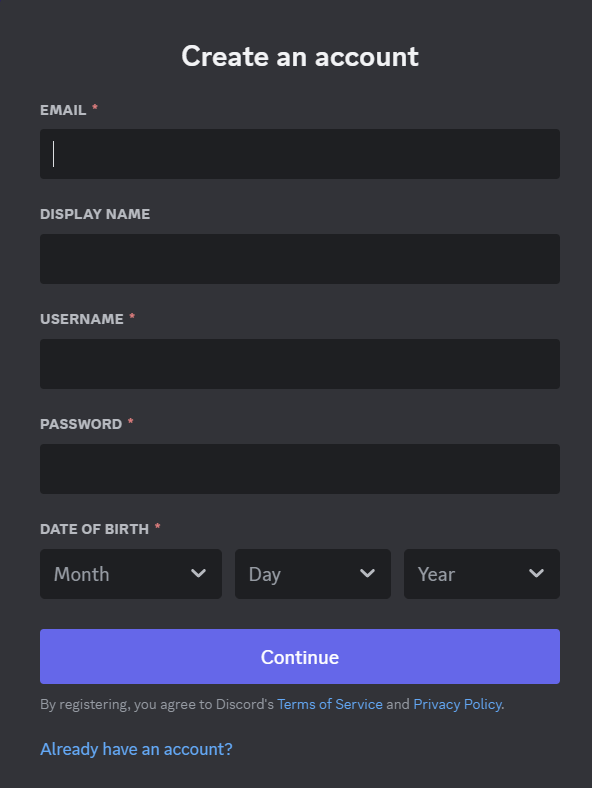 Create an account
EMAIL *
DISPLAY NAME
USERNAME *
PASSWORD *
DATE OF BIRTH *
Month Day Year
Continue
By registering, you agree to Discord's Terms of Service and Privacy Policy.
Already have an account?